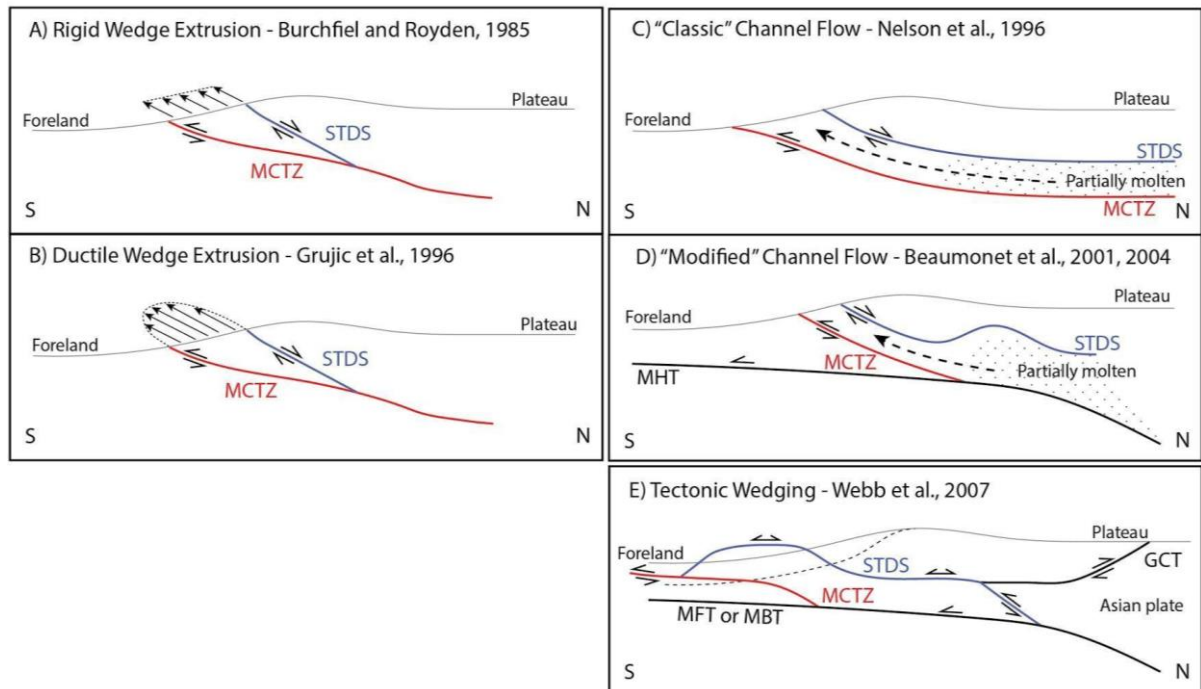 A) Rigid Wedge Extrusion - Burchfiel and Royden, 1985
Foreland
Plateau
STDS
MCTZ
S
N
B) Ductile Wedge Extrusion - Grujic et al., 1996
Foreland
Plateau
STDS
MCTZ
S
N
C) “Classic” Channel Flow - Nelson et al., 1996
Plateau
Foreland
STDS
Partially molten
MCTZ
S
N
D) “Modified” Channel Flow - Beaumonet et al., 2001, 2004
Plateau
Foreland
STDS
MCTZ
Partially molten
MHT
S
N
E) Tectonic Wedging - Webb et al., 2007
Plateau
Foreland
GCT
STDS
MCTZ
Asian plate
MFT or MBT
S
N